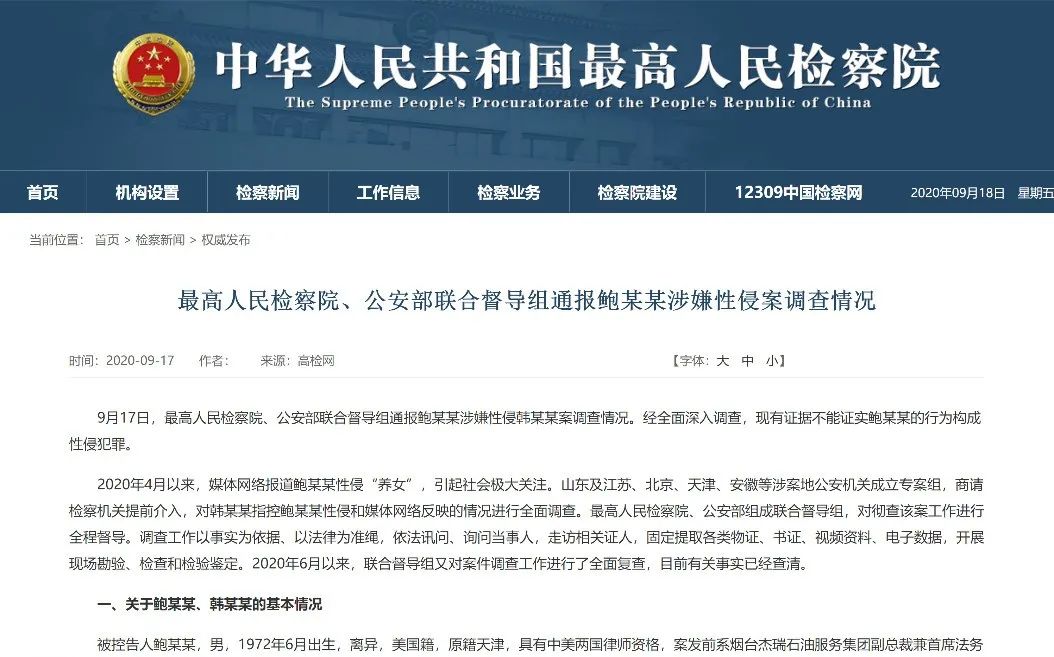 中华人民共和国最高人民检察院
The Supreme People's Procuratorate of the People's Republic of China
首页 机构设置 检察新闻 工作信息 检察业务 检察院建设 12309中国检察网 2020年09月18日 星期五
当前位置： 首页 > 检察新闻 > 权威发布
最高人民检察院、公安部联合督导组通报鲍某某涉嫌性侵案调查情况
时间：2020-09-17 作者： 来源：高检网 【字体：大 中 小】
9月17日，最高人民检察院、公安部联合督导组通报鲍某某涉嫌性侵韩某某案调查情况。经全面深入调查，现有证据不能证实鲍某某的行为构成
性侵犯罪。
2020年4月以来，媒体网络报道鲍某某性侵“养女”，引起社会极大关注。山东及江苏、北京、天津、安徽等涉案地公安机关成立专案组，商请
检察机关提前介入，对韩某某指控鲍某某性侵和媒体网络反映的情况进行全面调查。最高人民检察院、公安部组成联合督导组，对彻查该案工作进行
全程督导。调查工作以事实为依据、以法律为准绳，依法讯问、询问当事人，走访相关证人，固定提取各类物证、书证、视频资料、电子数据，开展
现场勘验、检查和检验鉴定。2020年6月以来，联合督导组又对案件调查工作进行了全面复查，目前有关事实已经查清。
一、关于鲍某某、韩某某的基本情况
被控告人鲍某某，男，1972年6月出生，离异，美国籍，原籍天津，具有中美两国律师资格，案发前系烟台杰瑞石油服务集团副总裁兼首席法务